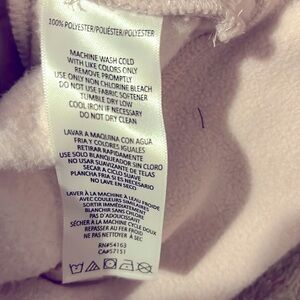 100% POLYESTER/POLIÉSTER/POLYESTER
MACHINE WASH COLD
WITH LIKE COLORS ONLY
REMOVE PROMPTLY
USE ONLY NON CHLORINE BLEACH
DO NOT USE FABRIC SOFTENER
TUMBLE DRY LOW
COOL IRON IF NECESSARY
DO NOT DRY CLEAN
LAVAR A MAQUINA CON AGUA
FRIA Y COLORES IGUALES
RETIRAR RAPIDAMENTE
USE SOLO BLANQUEADOR SIN CLORO
NO USAR SUAVIZANTE DE TELAS
SECAR A CICLO SUAVE
PLANCHA FRIA SI ES NECESARIO
NO LAVE EN SECO
LAVER À LA MACHINE À L'EAU FROIDE
AVEC COULEURS SIMILAIRES
SORTIR IMMÉDIATEMENT
BLANCHIR SANS CHLORE
PAS D'ADOUCISSANT
SÉCHER À LA MACHINE CYCLE DOUX
REPASSER AU FER FROID
NE PAS NETTOYER À SEC
RN#54163
CA#57151